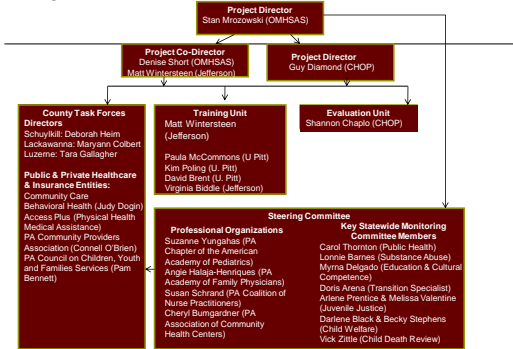 Project Director
Stan Mrozowski (OMHSAS)
Project Co-Director
Denise Short (OMHSAS)
Matt Wintersteen (Jefferson)
Project Director
Guy Diamond (CHOP)
County Task Forces
Directors
Schuylkill: Deborah Heim
Lackawanna: Maryann Colbert
Luzerne: Tara Gallagher
Public & Private Healthcare
& Insurance Entities:
Community Care
Behavioral Health (Judy Dogin)
Access Plus (Physical Health
Medical Assistance)
PA Community Providers
Association (Connell O'Brien)
PA Council on Children, Youth
and Families Services (Pam
Bennett)
Training Unit
Matt Wintersteen
(Jefferson)
Paula McCommons (U Pitt)
Kim Poling (U. Pitt)
David Brent (U. Pitt)
Virginia Biddle (Jefferson)
Evaluation Unit
Shannon Chaplo (CHOP)
Steering Committee
Professional Organizations
Suzanne Yungahas (PA
Chapter of the American
Academy of Pediatrics)
Angie Halaja-Henriques (PA
Academy of Family Physicians)
Susan Schrand (PA Coalition of
Nurse Practitioners)
Cheryl Bumgardner (PA
Association of Community
Health Centers)
Key Statewide Monitoring
Committee Members
Carol Thornton (Public Health)
Lonnie Barnes (Substance Abuse)
Myrna Delgado (Education & Cultural
Competence)
Doris Arena (Transition Specialist)
Arlene Prentice & Melissa Valentine
(Juvenile Justice)
Darlene Black & Becky Stephens
(Child Welfare)
Vick Zittle (Child Death Review)